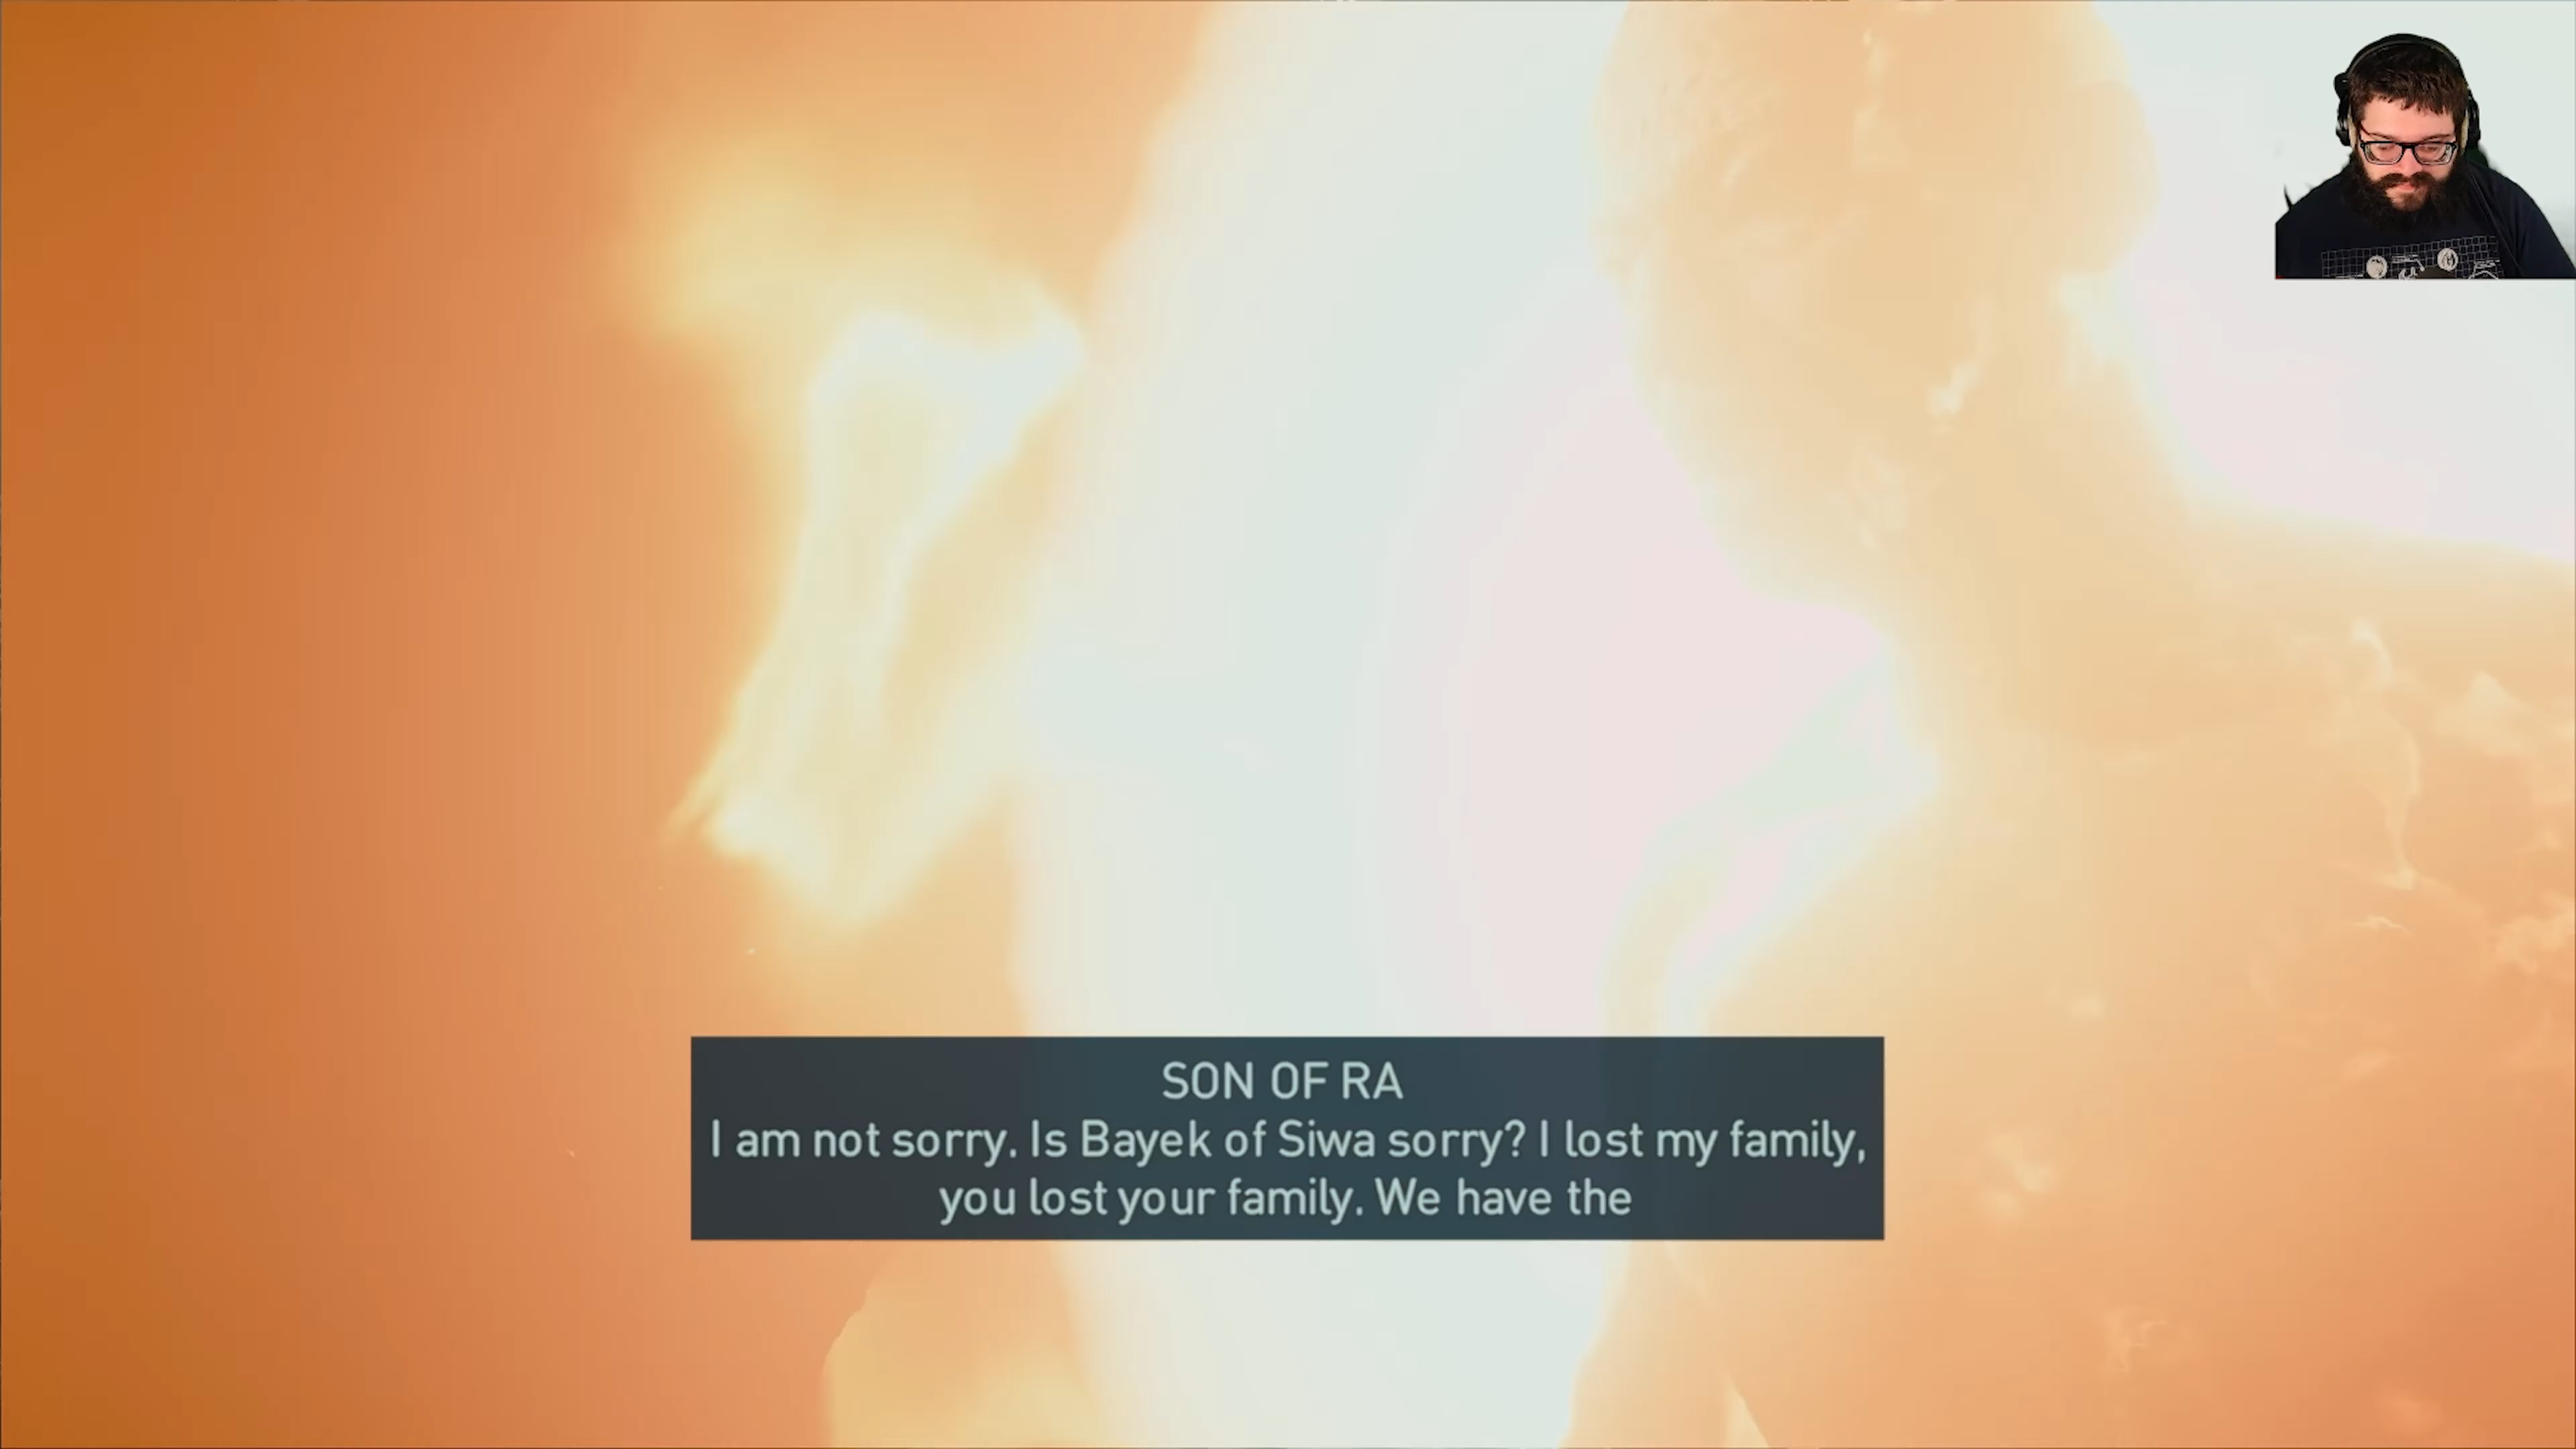 SON OF RA
I am not sorry. Is Bayek of Siwa sorry? I lost my family,
you lost your family. We have the